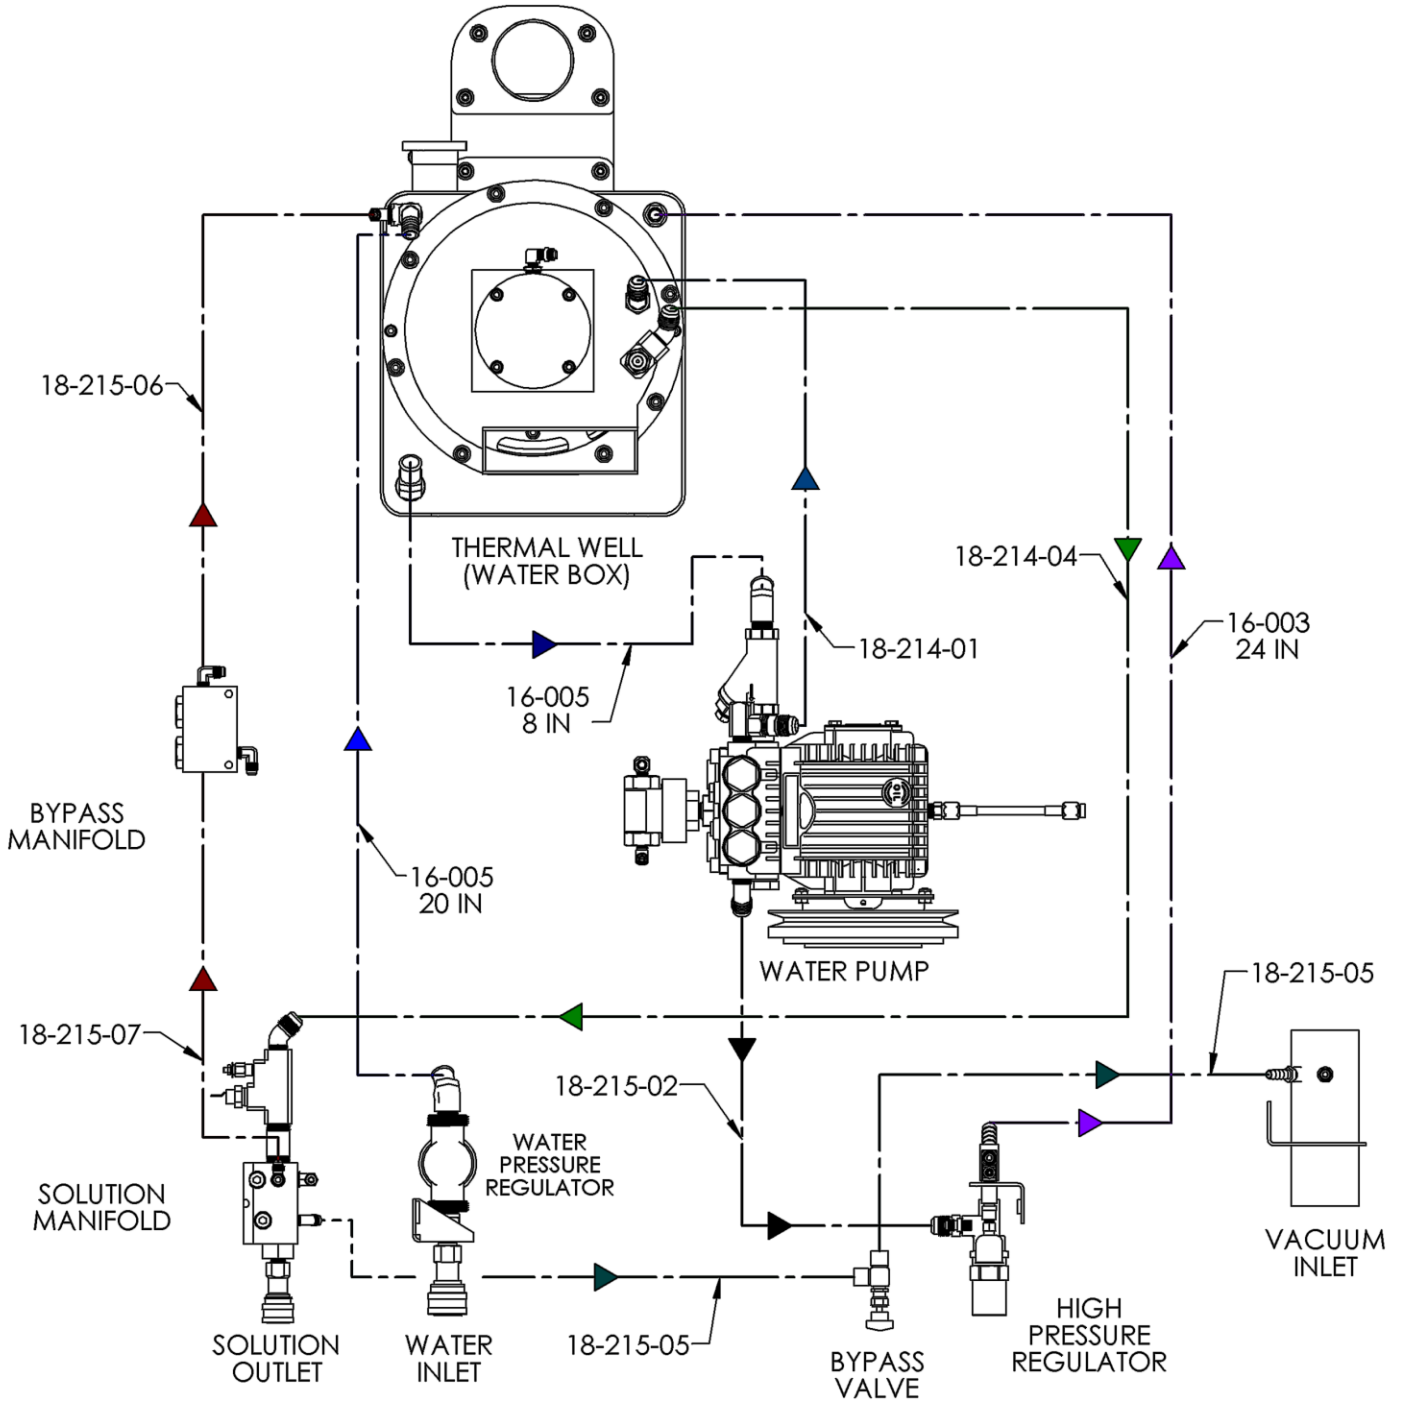 18-215-06
THERMAL WELL
(WATER BOX)
18-214-04
16-003
24 IN
18-214-01
16-005
8 IN
OIL
BYPASS
MANIFOLD
16-005
20 IN
WATER PUMP
18-215-05
18-215-07
18-215-02
WATER
PRESSURE
REGULATOR
SOLUTION
MANIFOLD
VACUUM
INLET
HIGH
PRESSURE
REGULATOR
SOLUTION
OUTLET
WATER
INLET
18-215-05
BYPASS
VALVE